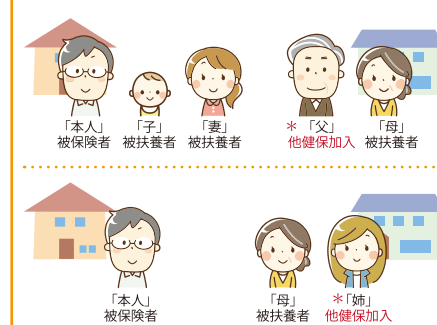 「本人」 「子」 「妻」 ＊「父」 「母」
被保険者 被扶養者 被扶養者 他健保加入 被扶養者
「本人」 「母」 ＊「姉」
被保険者 被扶養者 他健保加入